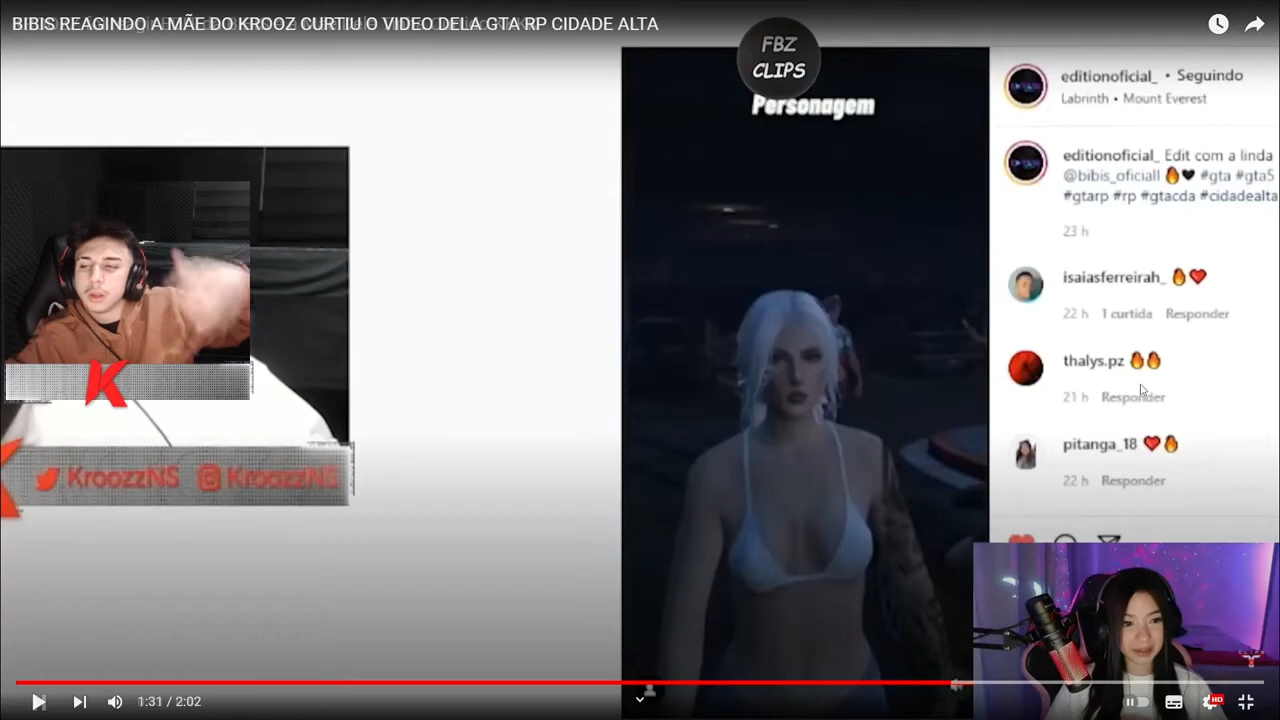 BIBIS REAGINDO A MÃE DO KROOZ CURTIU O VIDEO DELA GTA RP CIDADE ALTA
FBZ
CLIPS
Personagem
editionoficial_ • Seguindo
Labrinth • Mount Everest
editionoficial_ Edit com a linda
@bibis_oficiall 🔥🖤 #gta #gta5
#gtarp #rp #gtacda #cidadealta
23 h
isaiasferreirah_ 🔥❤️
22 h 1 curtida Responder
thalys.pz 🔥🔥
21 h Responder
pitanga_18 ❤️🔥
22 h Responder
K
KroozzNS KroozzNS
CLIPS
1:31 / 2:02
HD